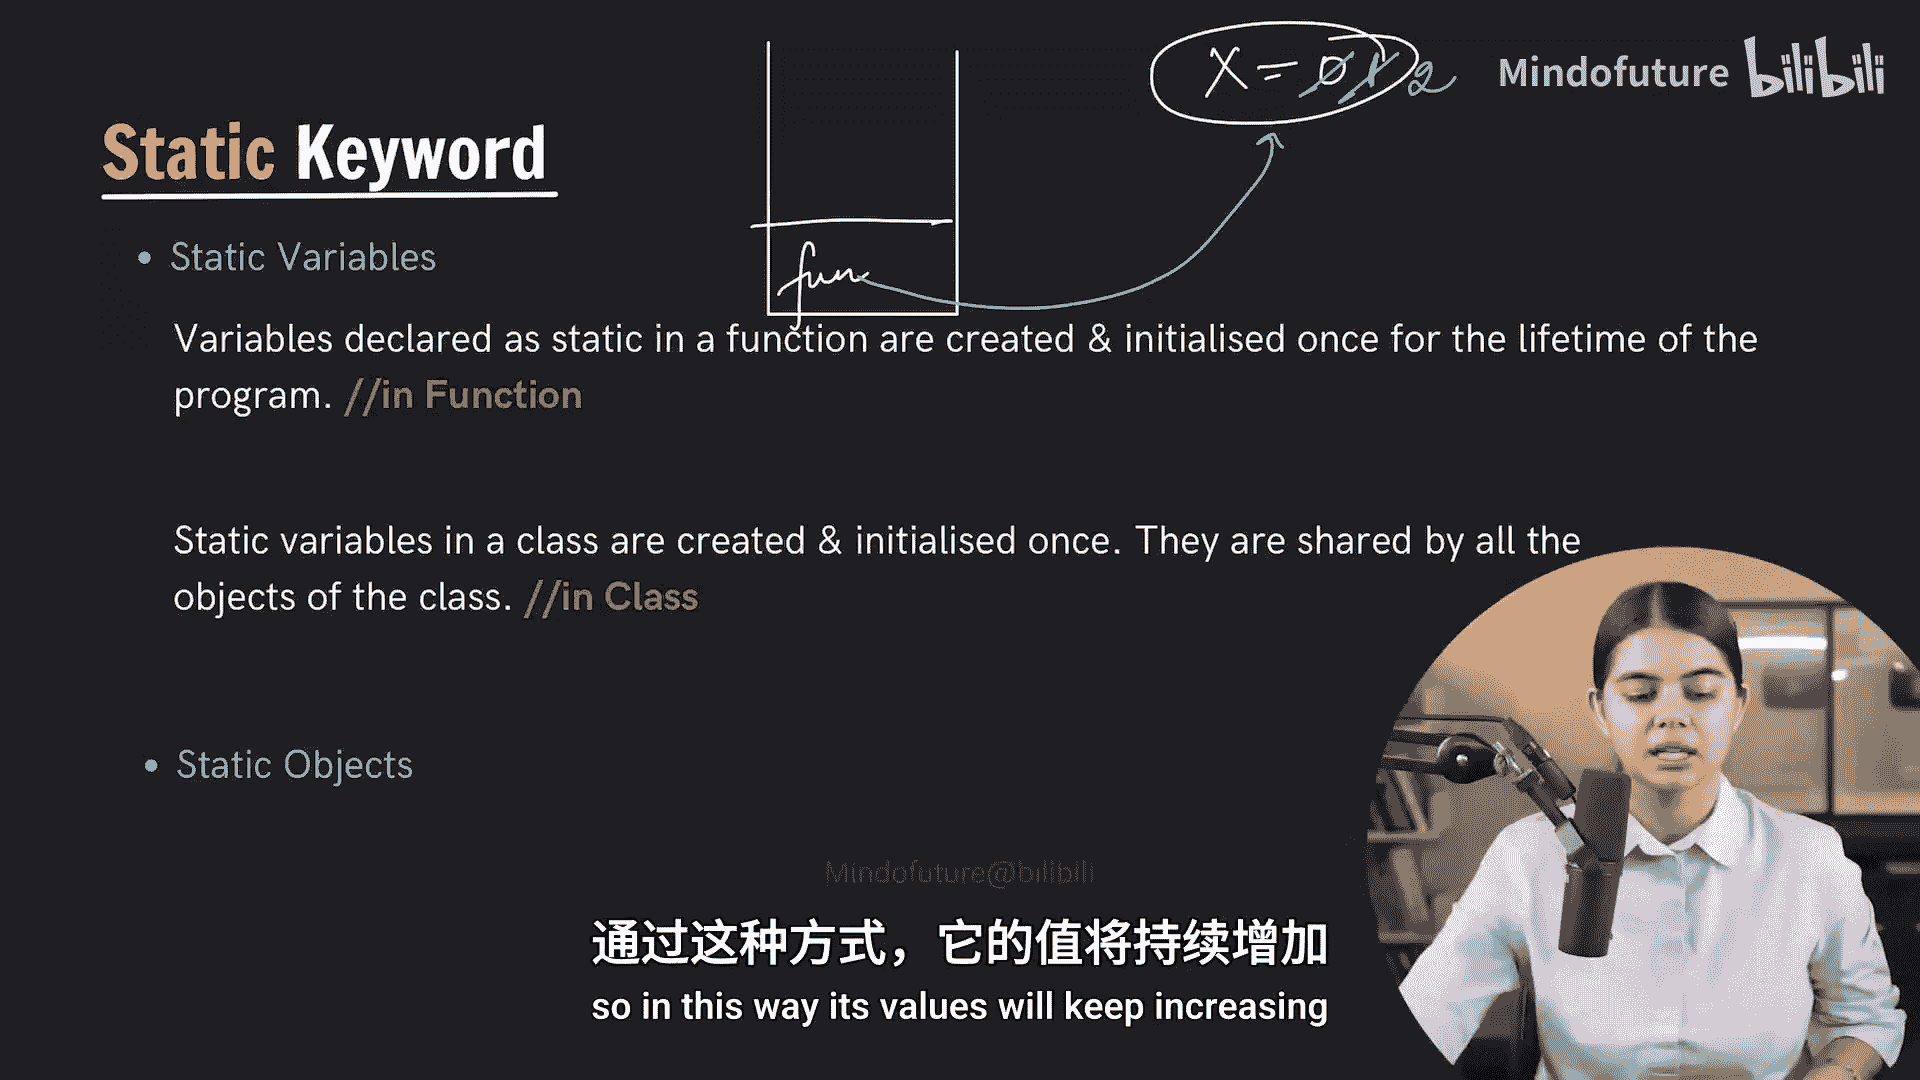 X = 0 1 2
Mindofuture bilibili
Static Keyword
• Static Variables
fun
Variables declared as static in a function are created & initialised once for the lifetime of the
program. //in Function
Static variables in a class are created & initialised once. They are shared by all the
objects of the class. //in Class
• Static Objects
Mindofuture@bilibili
通过这种方式，它的值将持续增加
so in this way its values will keep increasing